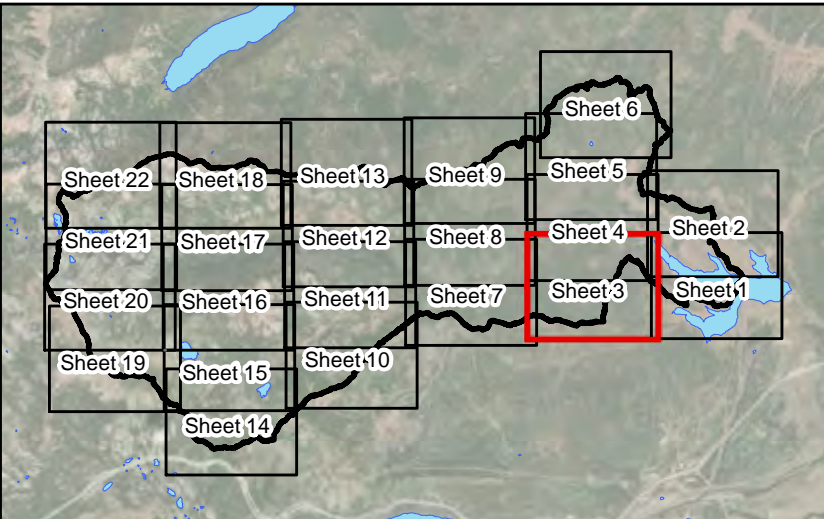 Sheet 6
Sheet 22
Sheet 18
Sheet 13
Sheet 9
Sheet 5
Sheet 21
Sheet 17
Sheet 12
Sheet 8
Sheet 4
Sheet 2
Sheet 20
Sheet 16
Sheet 11
Sheet 7
Sheet 3
Sheet 1
Sheet 19
Sheet 15
Sheet 10
Sheet 14